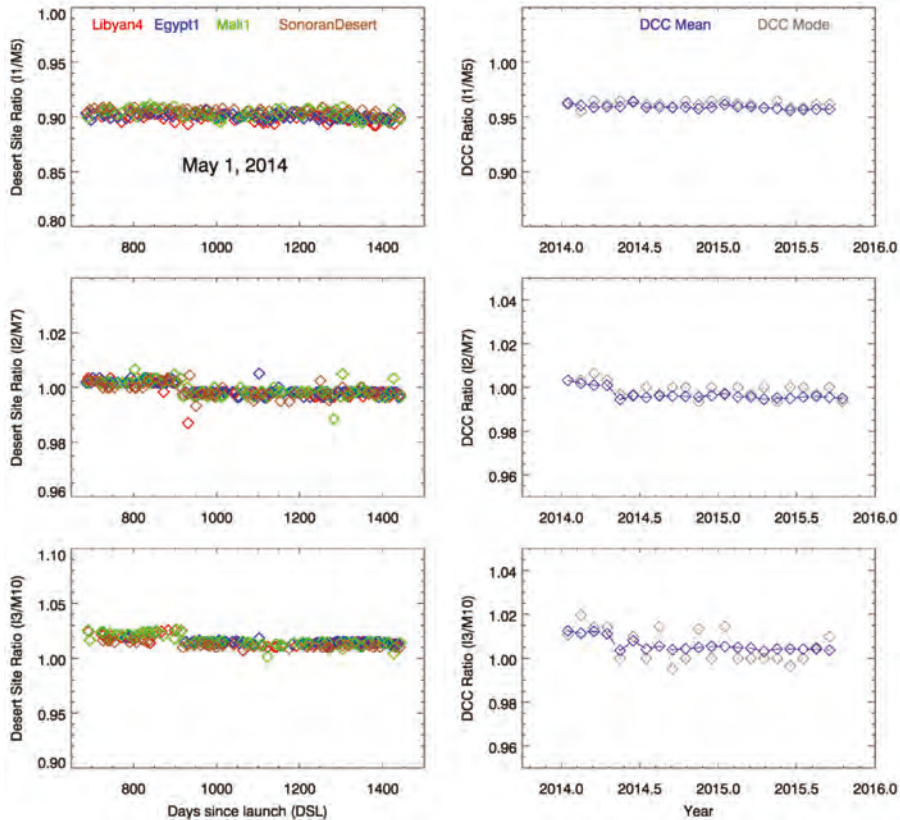 Libyan4 Egypt1 Mali1 SonoranDesert
Desert Site Ratio (I1/M5)
1.00
0.95
0.90
0.85
0.80
May 1, 2014
800 1000 1200 1400
DCC Mean DCC Mode
DCC Ratio (I1/M5)
1.00
0.95
0.90
2014.0 2014.5 2015.0 2015.5 2016.0
Desert Site Ratio (I2/M7)
1.02
1.00
0.98
0.96
800 1000 1200 1400
DCC Ratio (I2/M7)
1.04
1.02
1.00
0.98
0.96
2014.0 2014.5 2015.0 2015.5 2016.0
Desert Site Ratio (I3/M10)
1.10
1.05
1.00
0.95
0.90
800 1000 1200 1400
Days since launch (DSL)
DCC Ratio (I3/M10)
1.04
1.02
1.00
0.98
0.96
2014.0 2014.5 2015.0 2015.5 2016.0
Year